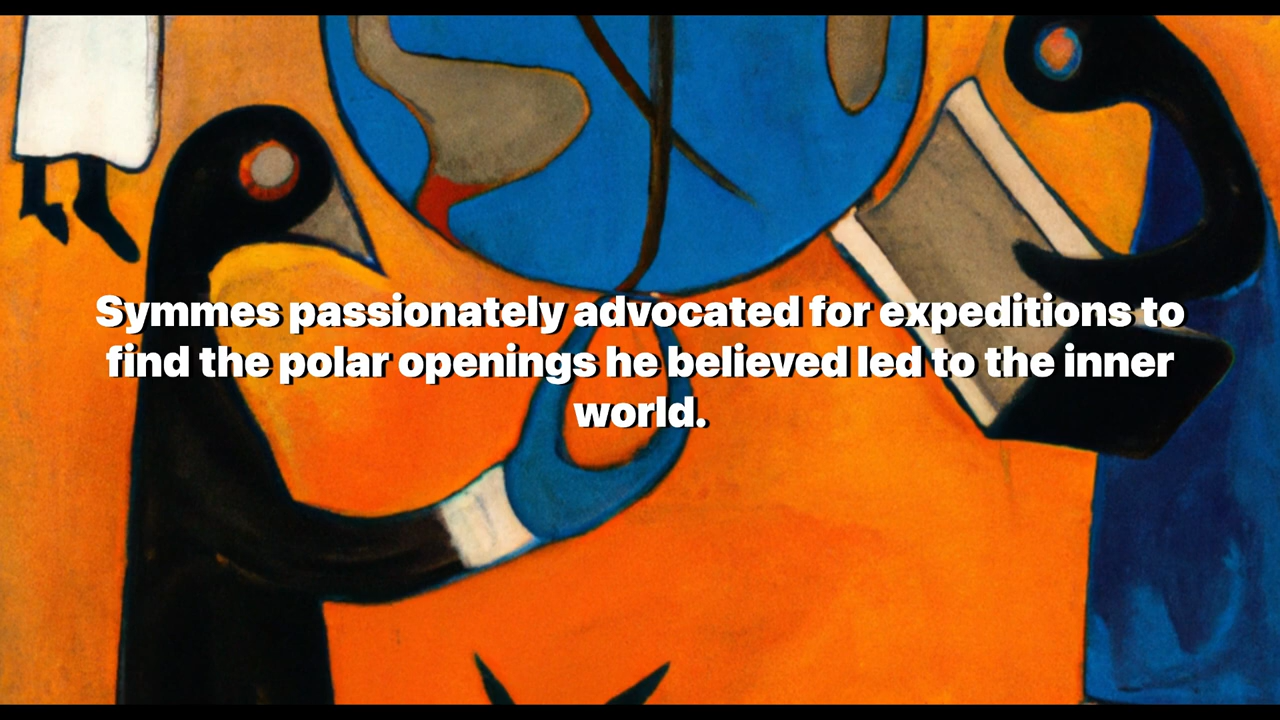 Symmes passionately advocated for expeditions to
find the polar openings he believed led to the inner
world.